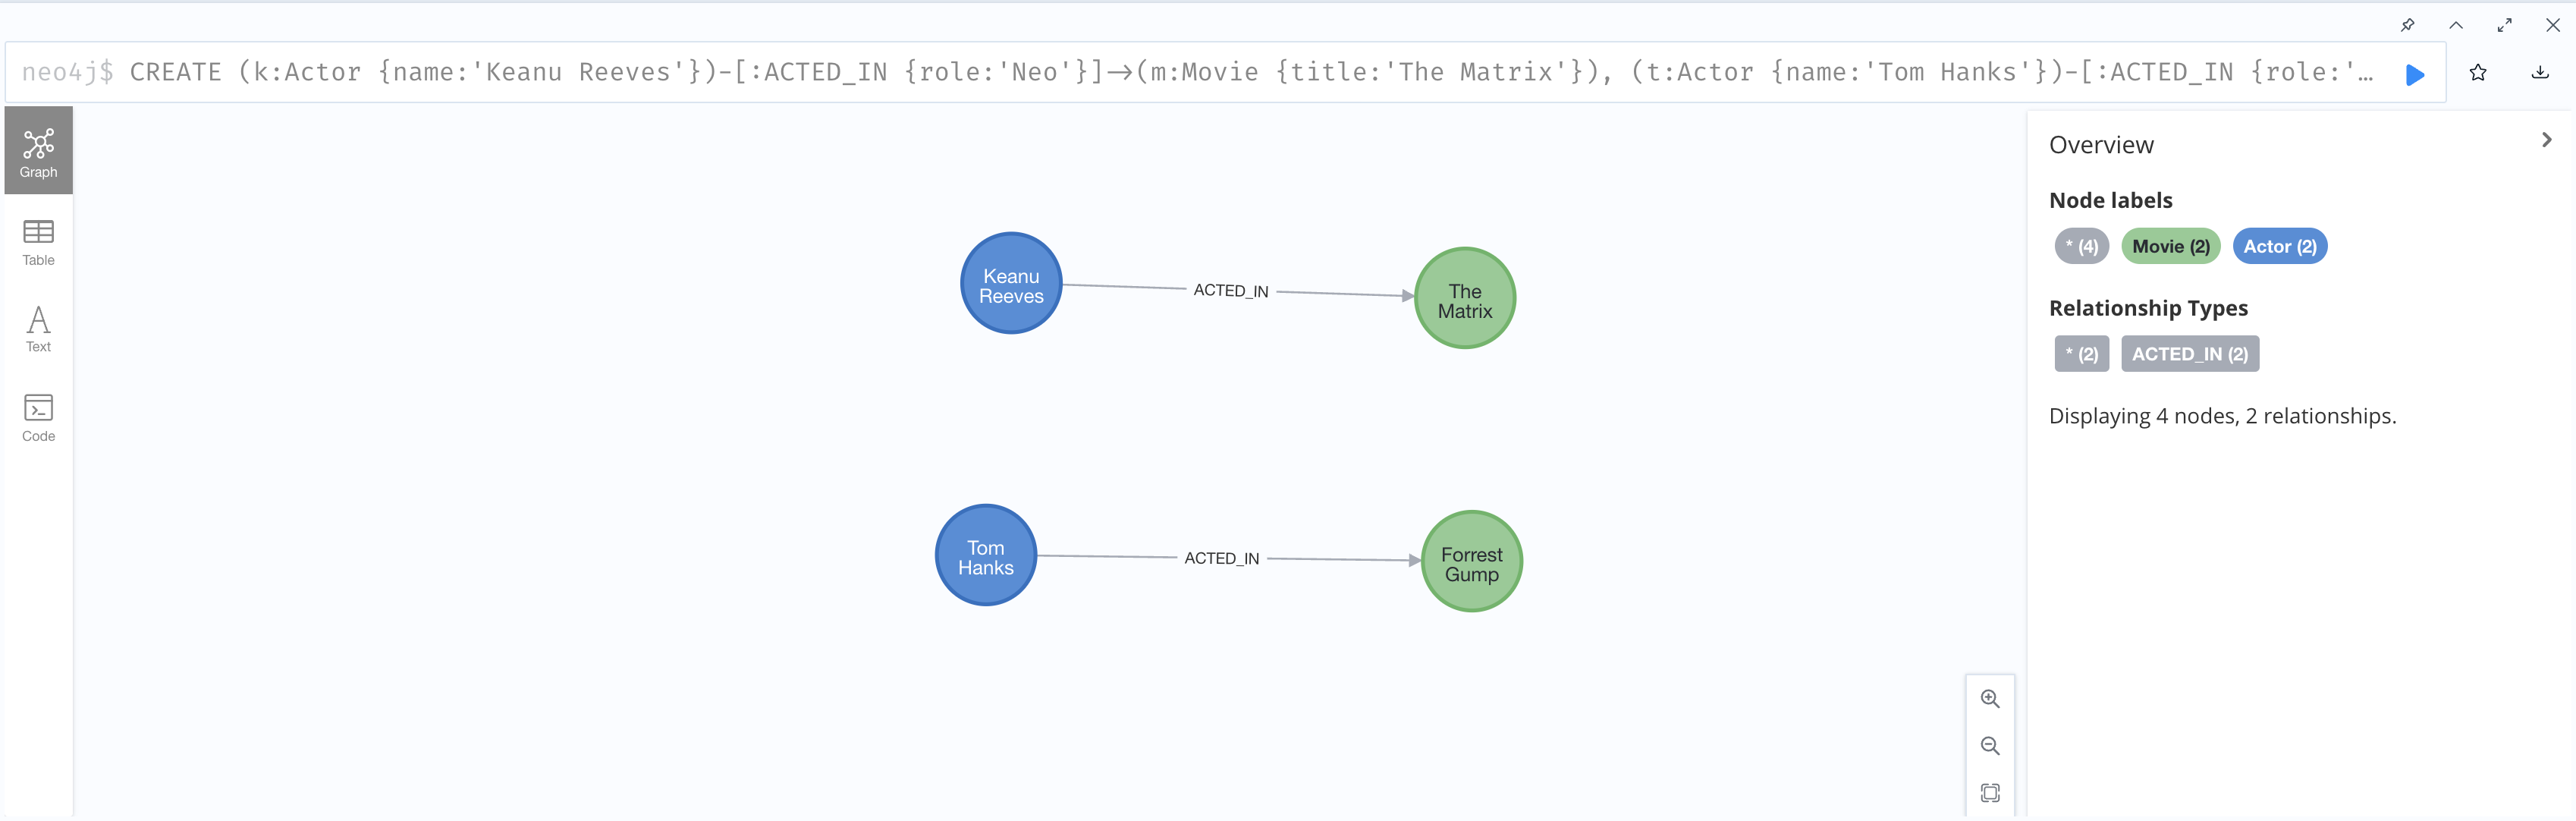 neo4j$ CREATE (k:Actor {name:'Keanu Reeves'})-[:ACTED_IN {role:'Neo'}]->(m:Movie {title:'The Matrix'}), (t:Actor {name:'Tom Hanks'})-[:ACTED_IN {role:'…
Graph
Table
Text
Code
Keanu
Reeves
ACTED_IN
The
Matrix
Tom
Hanks
ACTED_IN
Forrest
Gump
Overview
Node labels
* (4) Movie (2) Actor (2)
Relationship Types
* (2) ACTED_IN (2)
Displaying 4 nodes, 2 relationships.